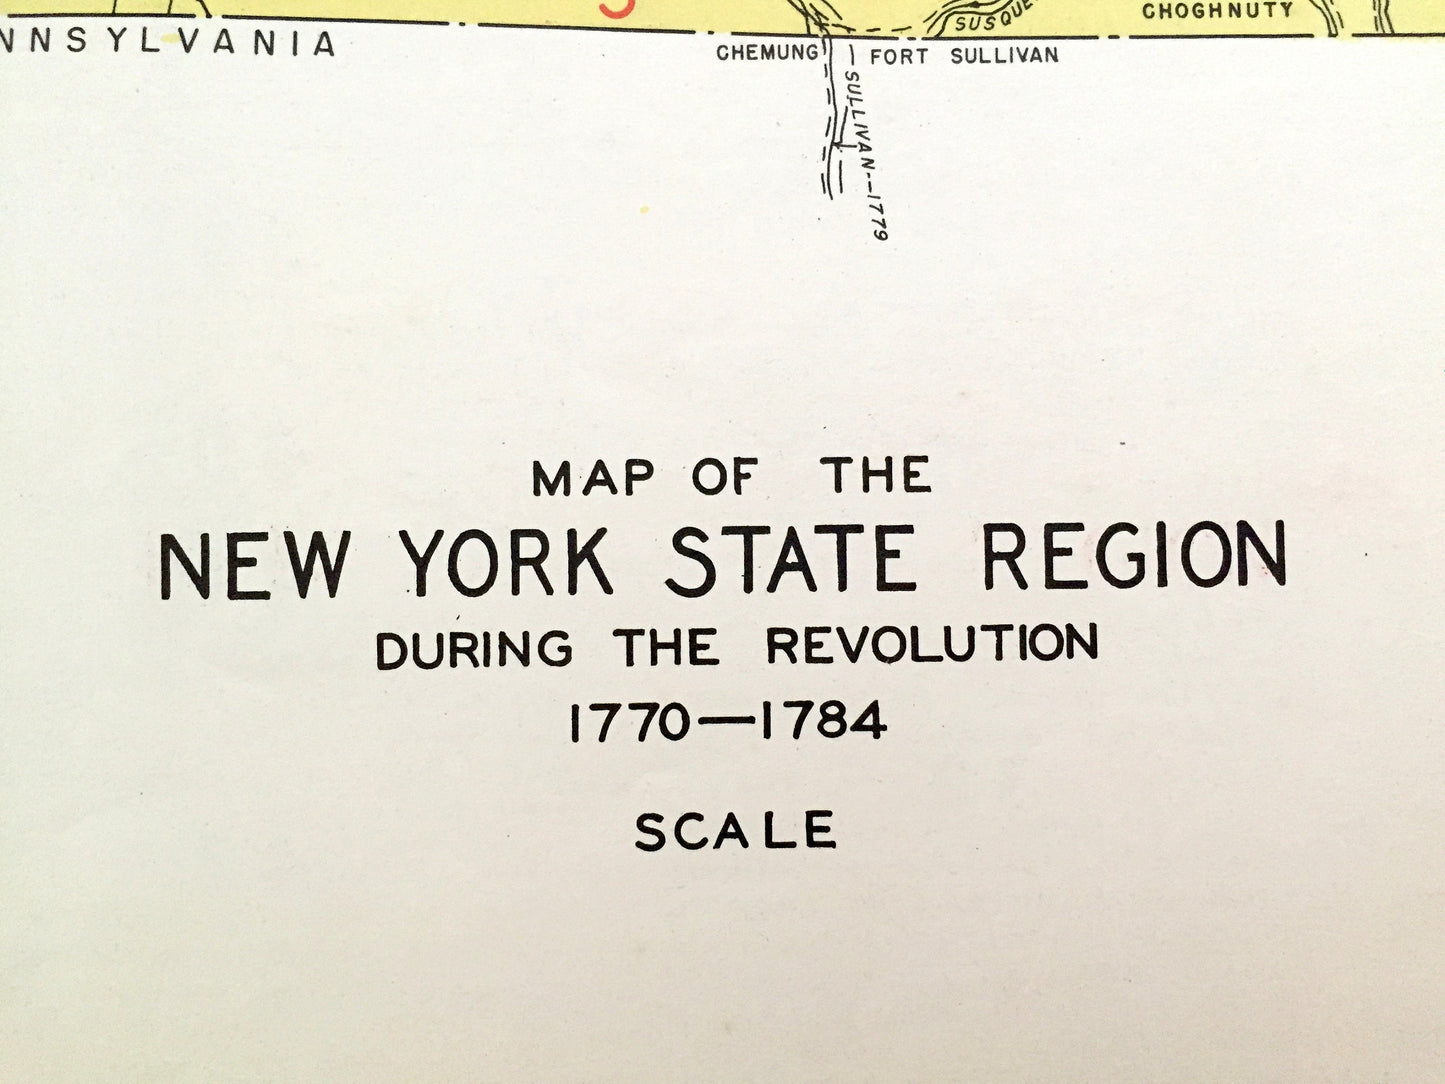 CHOGHNUTY
SUSQUE
NNSYLVANIA
CHEMUNG
FORT SULLIVAN
SULLIVAN--1779
MAP OF THE
NEW YORK STATE REGION
DURING THE REVOLUTION
1770—1784
SCALE